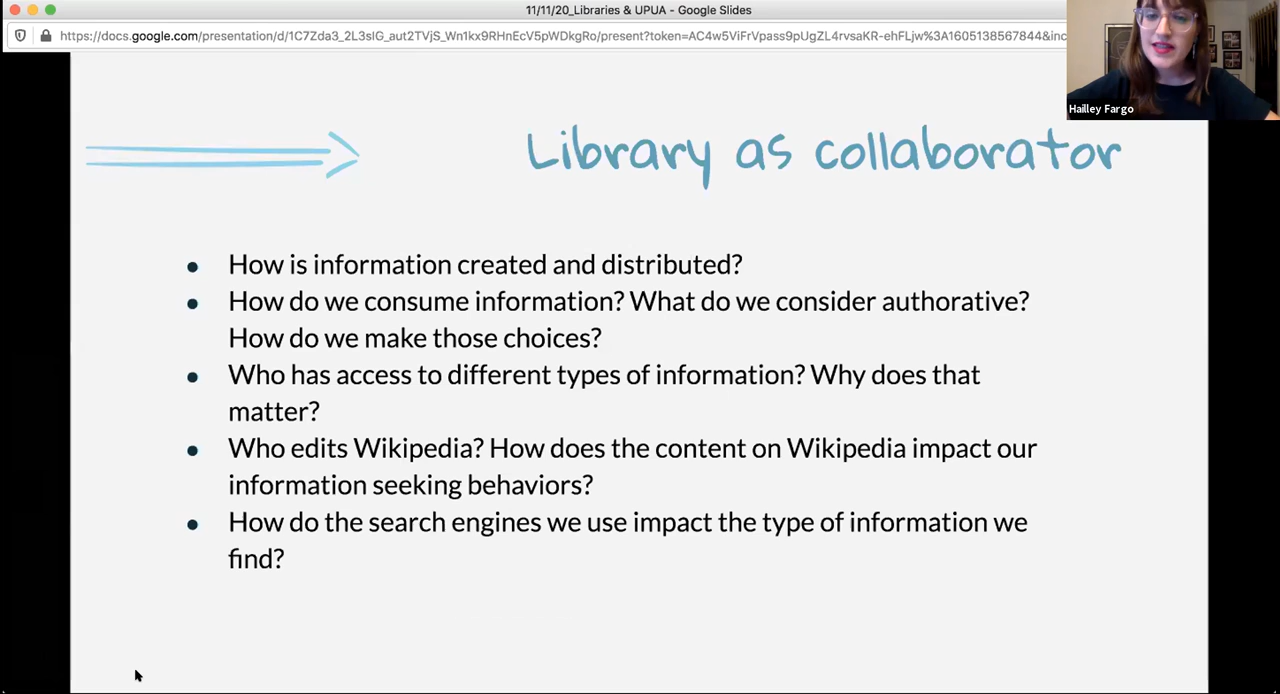 11/11/20_Libraries & UPUA - Google Slides
https://docs.google.com/presentation/d/1C7Zda3_2L3sIG_aut2TVjS_Wn1kx9RHnEcV5pWDkgRo/present?token=AC4w5ViFrVpass9pUgZL4rvsaKR-ehFLjw%3A1605138567844&inc
Hailley Fargo
Library as collaborator
● How is information created and distributed?
● How do we consume information? What do we consider authorative?
How do we make those choices?
● Who has access to different types of information? Why does that
matter?
● Who edits Wikipedia? How does the content on Wikipedia impact our
information seeking behaviors?
● How do the search engines we use impact the type of information we
find?